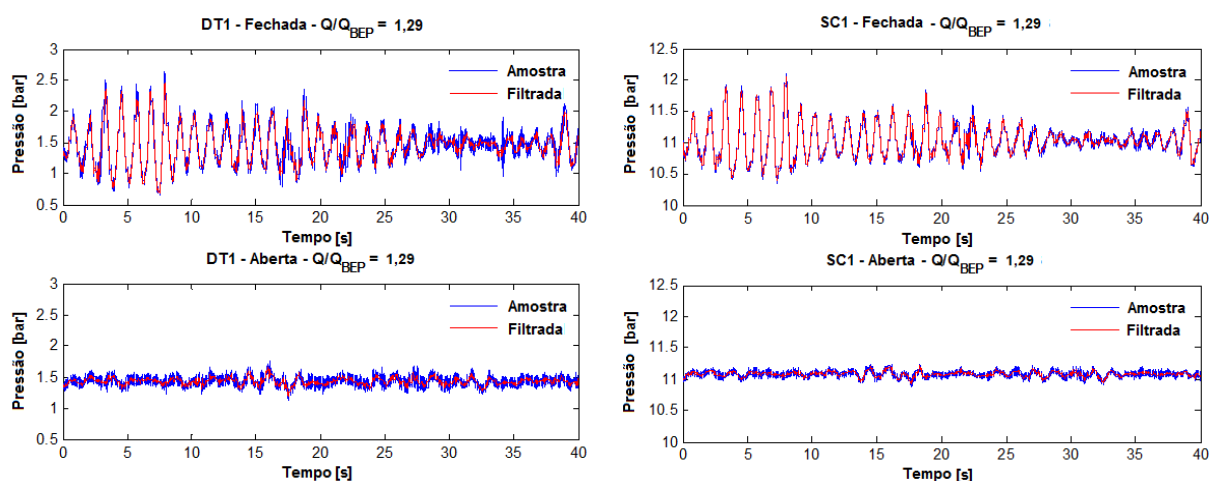 DT1 - Fechada - Q/Q_BEP = 1,29
3
2.5
2
1.5
1
0.5
Pressão [bar]
Amostra
Filtrada
0 5 10 15 20 25 30 35 40
Tempo [s]
SC1 - Fechada - Q/Q_BEP = 1,29
12.5
12
11.5
11
10.5
10
Pressão [bar]
Amostra
Filtrada
0 5 10 15 20 25 30 35 40
Tempo [s]
DT1 - Aberta - Q/Q_BEP = 1,29
3
2.5
2
1.5
1
0.5
Pressão [bar]
Amostra
Filtrada
0 5 10 15 20 25 30 35 40
Tempo [s]
SC1 - Aberta - Q/Q_BEP = 1,29
12.5
12
11.5
11
10.5
10
Pressão [bar]
Amostra
Filtrada
0 5 10 15 20 25 30 35 40
Tempo [s]